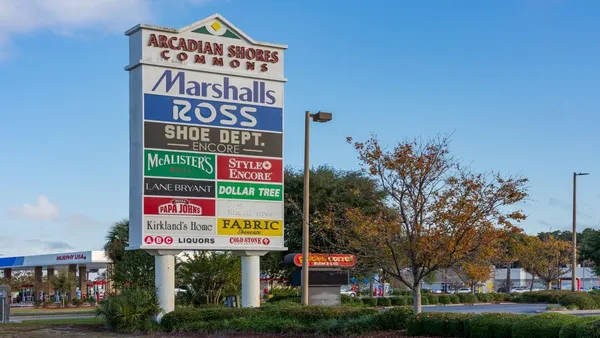 ARCADIAN SHORES
COMMONS
Marshalls
ROSS
SHOE DEPT.
ENCORE
McALISTER'S
STYLE
ENCORE
LANE BRYANT
DOLLAR TREE
PAPA JOHNS
Kirkland's Home
FABRIC
ABC LIQUORS
COLD STONE
MURPHY USA